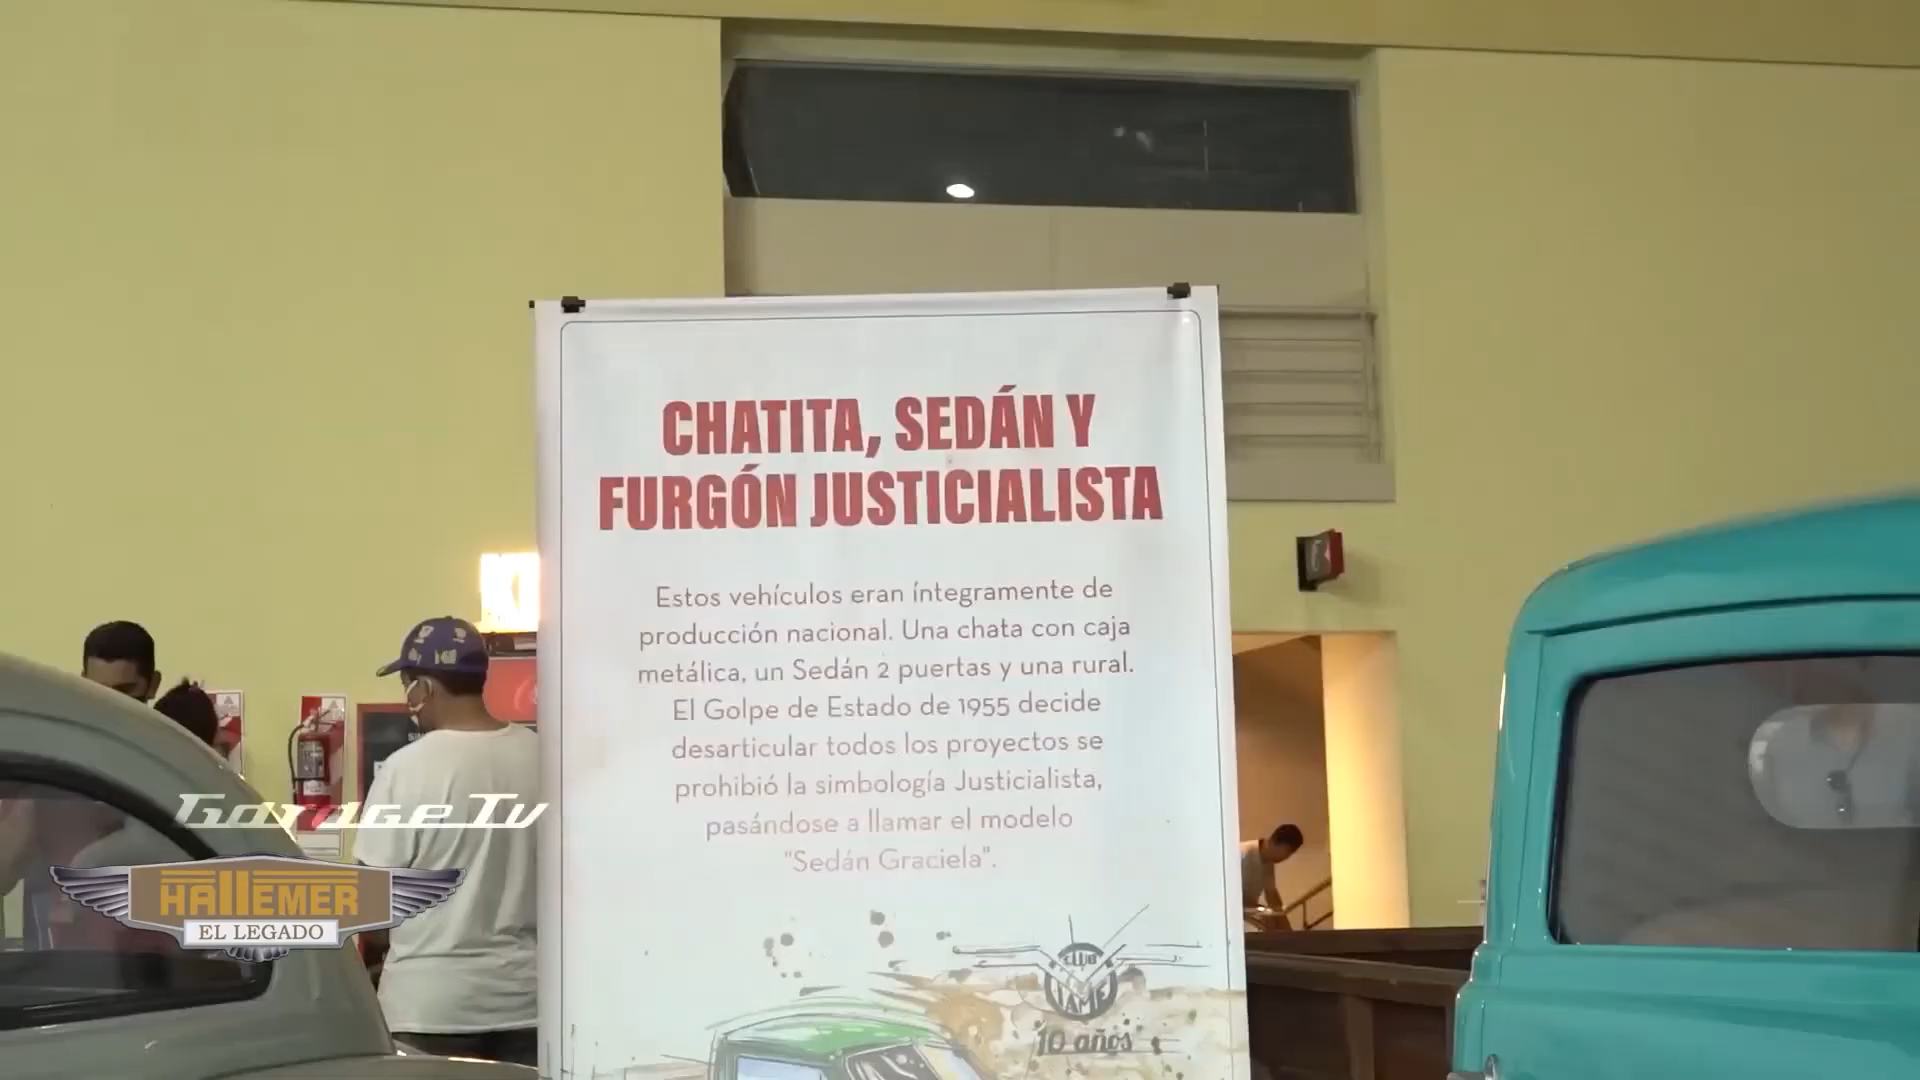 CHATITA, SEDÁN Y
FURGÓN JUSTICIALISTA
Estos vehículos eran íntegramente de
producción nacional. Una chata con caja
metálica, un Sedán 2 puertas y una rural.
El Golpe de Estado de 1955 decide
desarticular todos los proyectos se
prohibió la simbología Justicialista,
pasándose a llamar el modelo
"Sedán Graciela".
CLUB
IAME
10 años
Garage Tv
HALLEMER
EL LEGADO